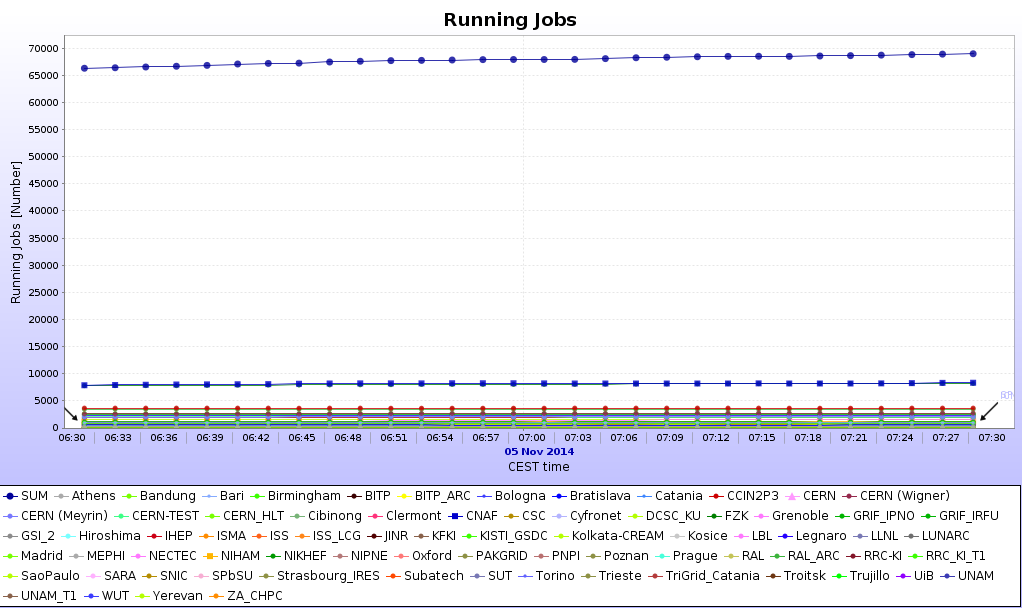 Running Jobs
Running Jobs [Number]
70000
65000
60000
55000
50000
45000
40000
35000
30000
25000
20000
15000
10000
5000
0
06:30 06:33 06:36 06:39 06:42 06:45 06:48 06:51 06:54 06:57 07:00 07:03 07:06 07:09 07:12 07:15 07:18 07:21 07:24 07:27 07:30
05 Nov 2014
CEST time
SUM Athens Bandung Bari Birmingham BITP BITP_ARC Bologna Bratislava Catania CCIN2P3 CERN CERN (Wigner)
CERN (Meyrin) CERN-TEST CERN_HLT Cibinong Clermont CNAF CSC Cyfronet DCSC_KU FZK Grenoble GRIF_IPNO GRIF_IRFU
GSI_2 Hiroshima IHEP ISMA ISS ISS_LCG JINR KFKI KISTI_GSDC Kolkata-CREAM Kosice LBL Legnaro LLNL LUNARC
Madrid MEPHI NECTEC NIHAM NIKHEF NIPNE Oxford PAKGRID PNPI Poznan Prague RAL RAL_ARC RRC-KI RRC_KI_T1
SaoPaulo SARA SNIC SPbSU Strasbourg_IRES Subatech SUT Torino Trieste TriGrid_Catania Troitsk Trujillo UiB UNAM
UNAM_T1 WUT Yerevan ZA_CHPC